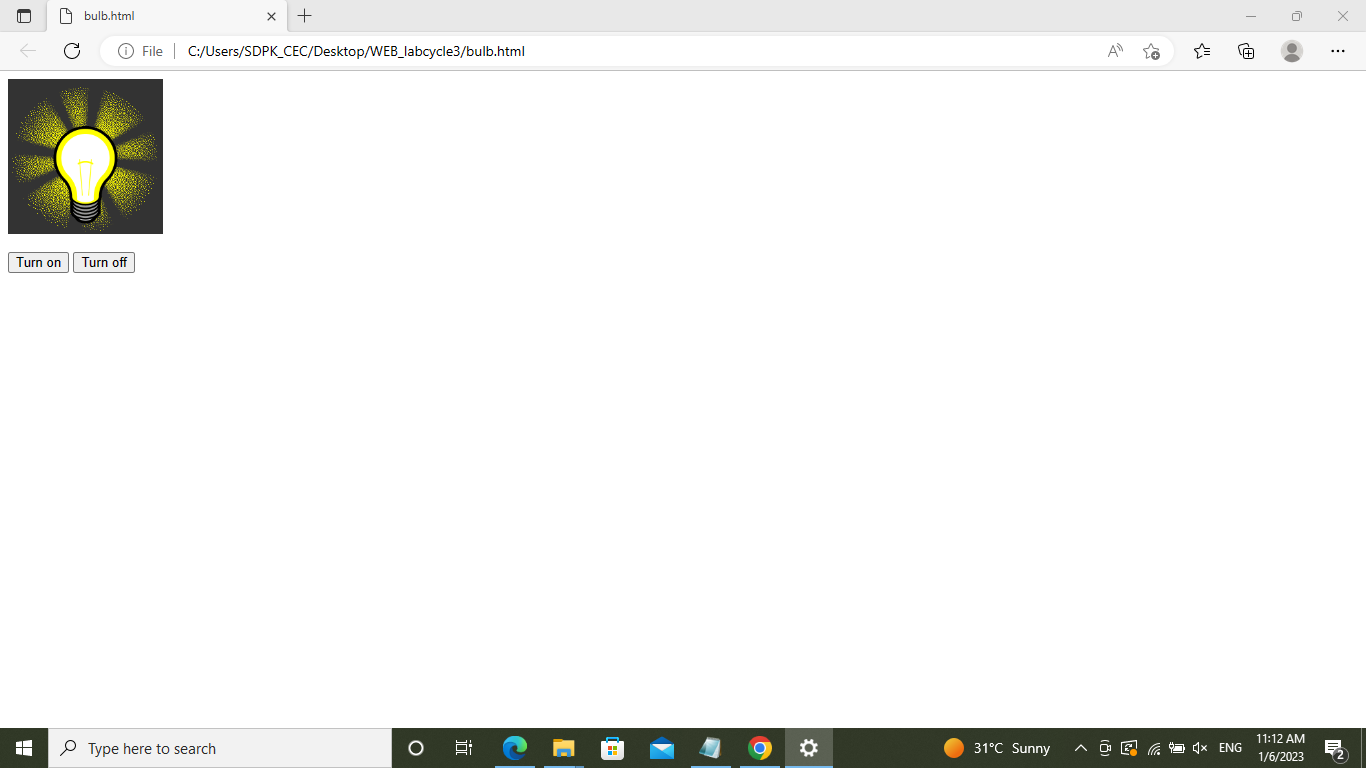 bulb.html
File
C:/Users/SDPK_CEC/Desktop/WEB_labcycle3/bulb.html
Turn on Turn off
Type here to search
31°C Sunny
ENG
11:12 AM
1/6/2023
2